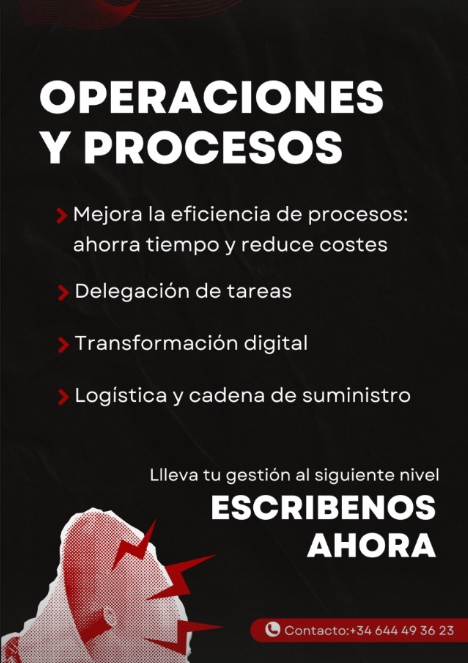 OPERACIONES
Y PROCESOS
Mejora la eficiencia de procesos:
ahorra tiempo y reduce costes
Delegación de tareas
Transformación digital
Logística y cadena de suministro
Llleva tu gestión al siguiente nivel
ESCRIBENOS
AHORA
Contacto:+34 644 49 36 23